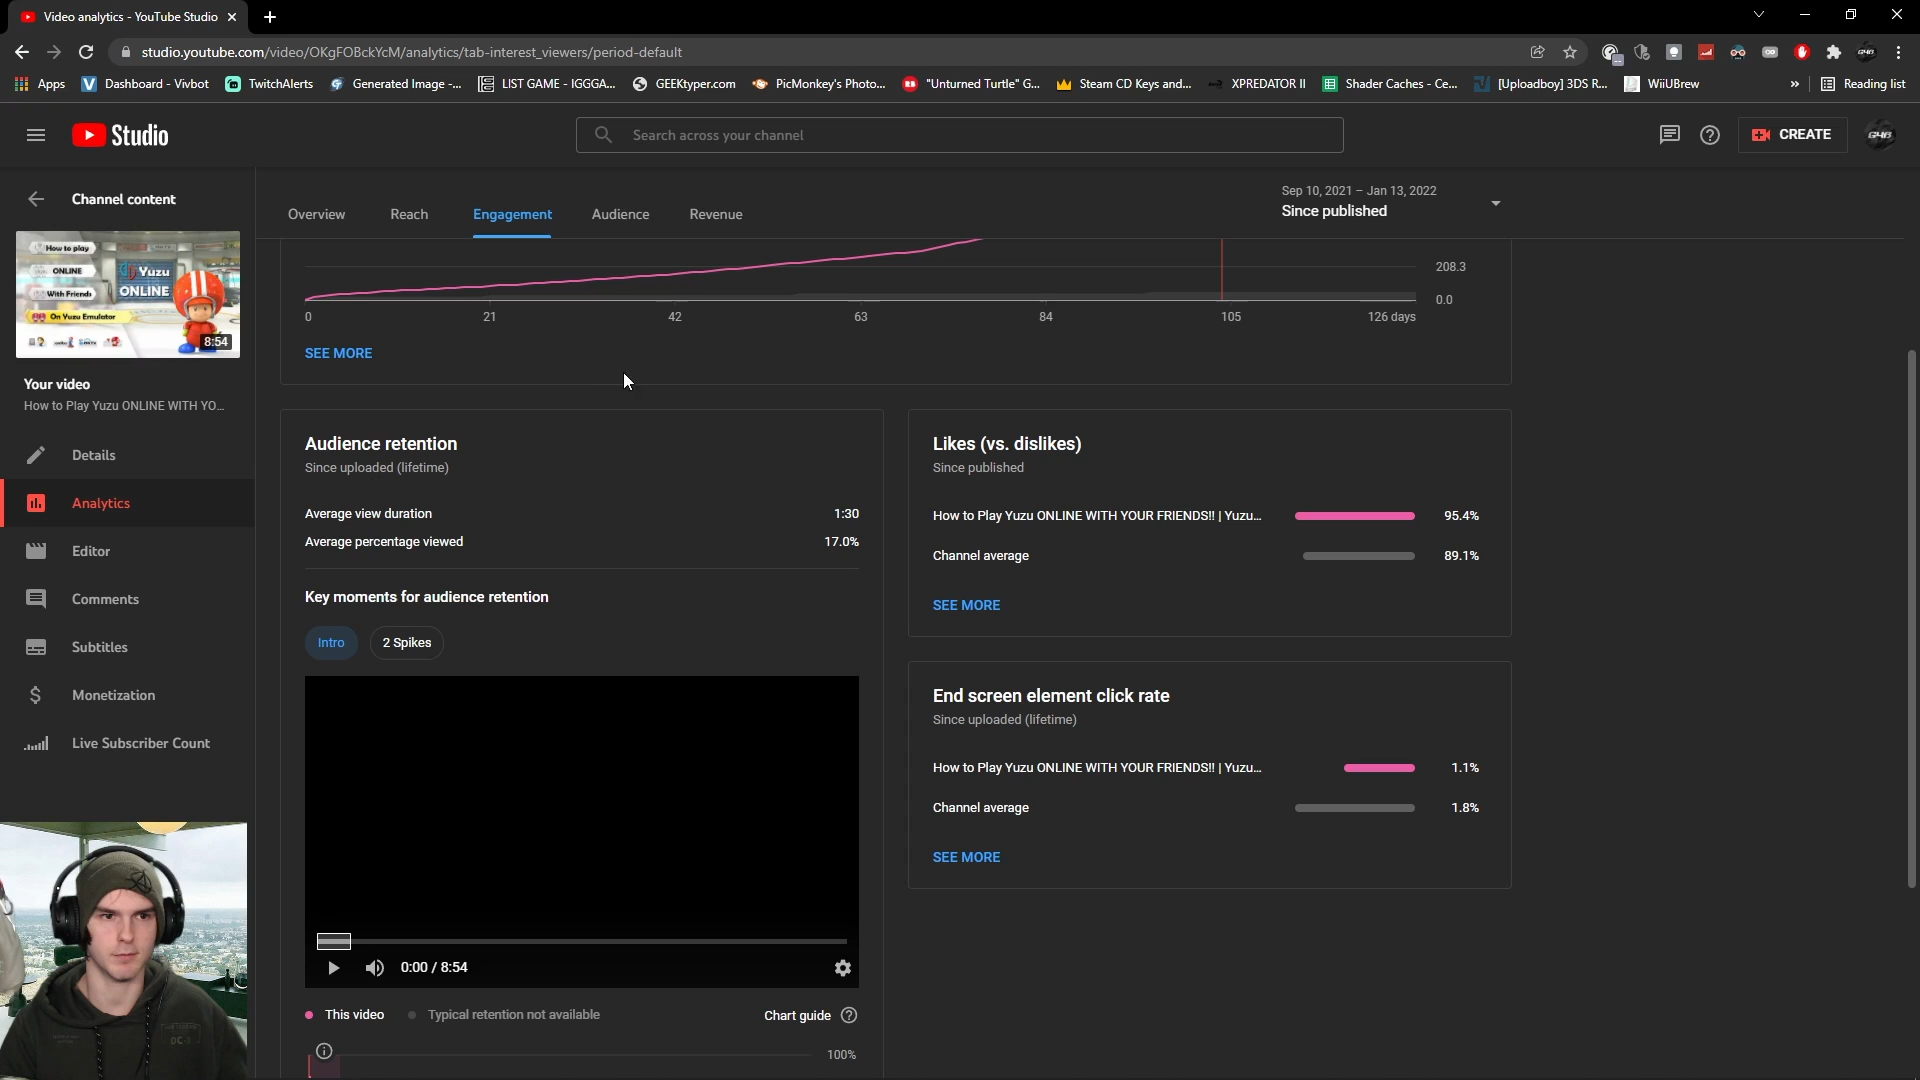 Video analytics - YouTube Studio
studio.youtube.com/video/OKgFOBckYcM/analytics/tab-interest_viewers/period-default
Apps Dashboard - Vivbot TwitchAlerts Generated Image -... LIST GAME - IGGGA... GEEKtyper.com PicMonkey's Photo... "Unturned Turtle" G... Steam CD Keys and... XPREDATOR II Shader Caches - Ce... [Uploadboy] 3DS R... WiiUBrew » Reading list
Studio
Search across your channel
CREATE
G4B
Channel content
How to play
ONLINE
With Friends
On Yuzu Emulator
Yuzu
ONLINE
8:54
Your video
How to Play Yuzu ONLINE WITH YO...
Details
Analytics
Editor
Comments
Subtitles
Monetization
Live Subscriber Count
Overview Reach Engagement Audience Revenue
Sep 10, 2021 – Jan 13, 2022
Since published
208.3
0.0
0 21 42 63 84 105 126 days
SEE MORE
Audience retention
Since uploaded (lifetime)
Average view duration 1:30
Average percentage viewed 17.0%
Key moments for audience retention
Intro 2 Spikes
0:00 / 8:54
This video Typical retention not available Chart guide
100%
Likes (vs. dislikes)
Since published
How to Play Yuzu ONLINE WITH YOUR FRIENDS!! | Yuzu... 95.4%
Channel average 89.1%
SEE MORE
End screen element click rate
Since uploaded (lifetime)
How to Play Yuzu ONLINE WITH YOUR FRIENDS!! | Yuzu... 1.1%
Channel average 1.8%
SEE MORE